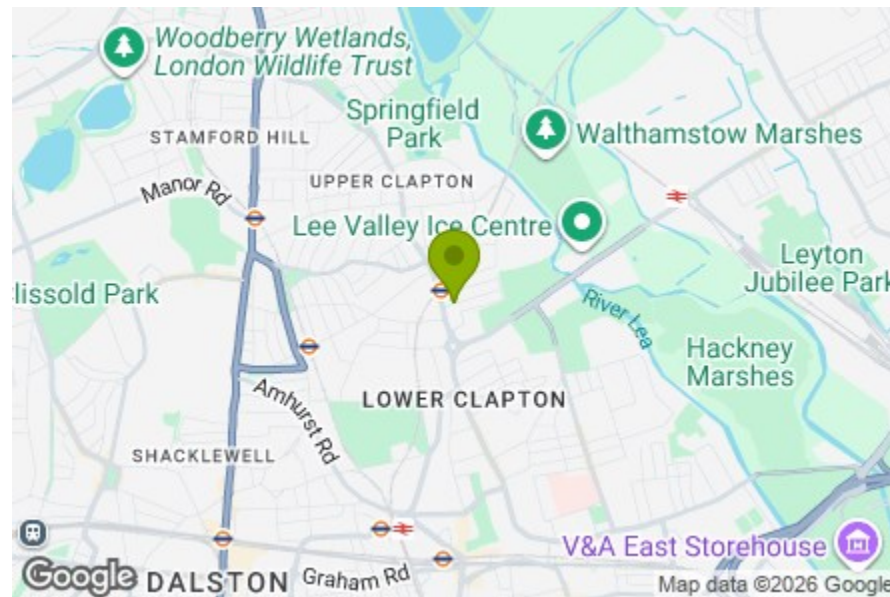 Woodberry Wetlands,
London Wildlife Trust
Springfield
Park
Walthamstow Marshes
STAMFORD HILL
UPPER CLAPTON
Manor Rd
Lee Valley Ice Centre
Leyton
Jubilee Park
lissold Park
River Lea
Hackney
Marshes
LOWER CLAPTON
Amhurst Rd
SHACKLEWELL
V&A East Storehouse
Google
DALSTON
Graham Rd
Map data ©2026 Google